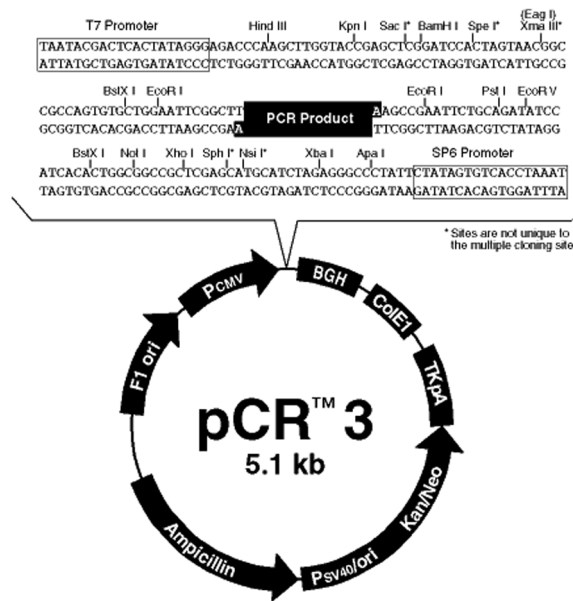 {Eag I}
T7 Promoter Hind III Kpn I Sac I* BamH I Spe I* Xma III*
TAATACGACTCACTATAGGGAGACCCAAGCTTGGTACCGAGCTCGGATCCACTAGTAACGGC
ATTATGCTGAGTGATATCCCTCTGGGTTCGAACCATGGCTCGAGCCTAGGTGATCATTGCCG
BstX I EcoR I EcoR I Pst I EcoR V
CGCCAGTGTGCTGGAATTCGGCTT PCR Product A AAGCCGAATTCTGCAGATATCC
GCGGTCACACGACCTTAAGCCGAA A TTCGGCTTAAGACGTCTATAGG
BstX I Not I Xho I Sph I* Nsi I* Xba I Apa I SP6 Promoter
ATCACACTGGCGGCCGCTCGAGCATGCATCTAGAGGGCCCTATTCTATAGTGTCACCTAAAT
TAGTGTGACCGCCGGCGAGCTCGTACGTAGATCTCCCGGGATAAGATATCACAGTGGATTTA
* Sites are not unique to
the multiple cloning site
PCMV
BGH
ColE1
F1 ori
TKpA
pCR™ 3
5.1 kb
Kan/Neo
Ampicillin
PSV40/ori